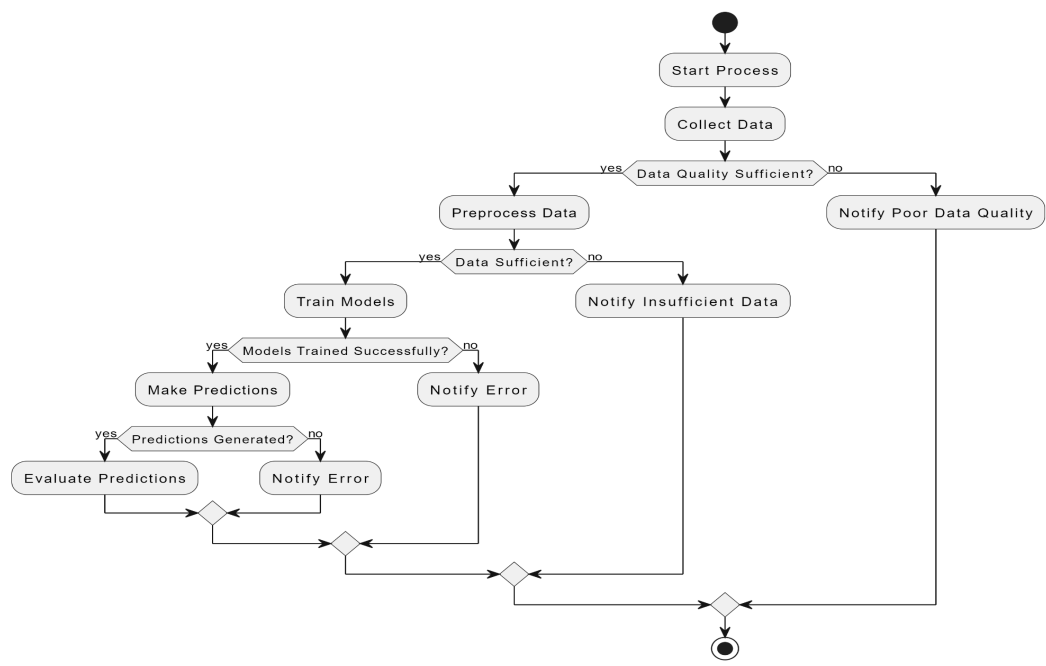 Start Process
Collect Data
yes
Data Quality Sufficient?
no
Preprocess Data
Notify Poor Data Quality
yes
Data Sufficient?
no
Train Models
Notify Insufficient Data
yes
Models Trained Successfully?
no
Make Predictions
Notify Error
yes
Predictions Generated?
no
Evaluate Predictions
Notify Error